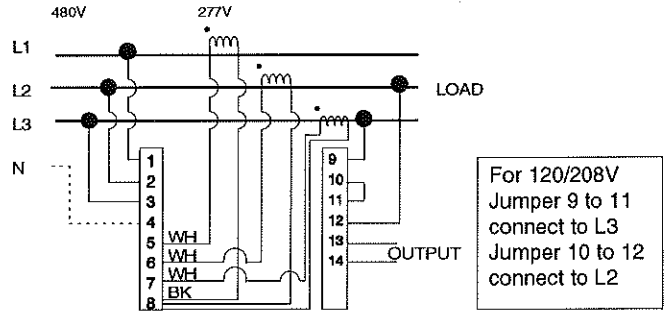 480V 277V
L1
L2
LOAD
L3
N
1
2
3
4
5 WH
6 WH
7 WH
8 BK
9
10
11
12
13
14 OUTPUT
For 120/208V
Jumper 9 to 11
connect to L3
Jumper 10 to 12
connect to L2